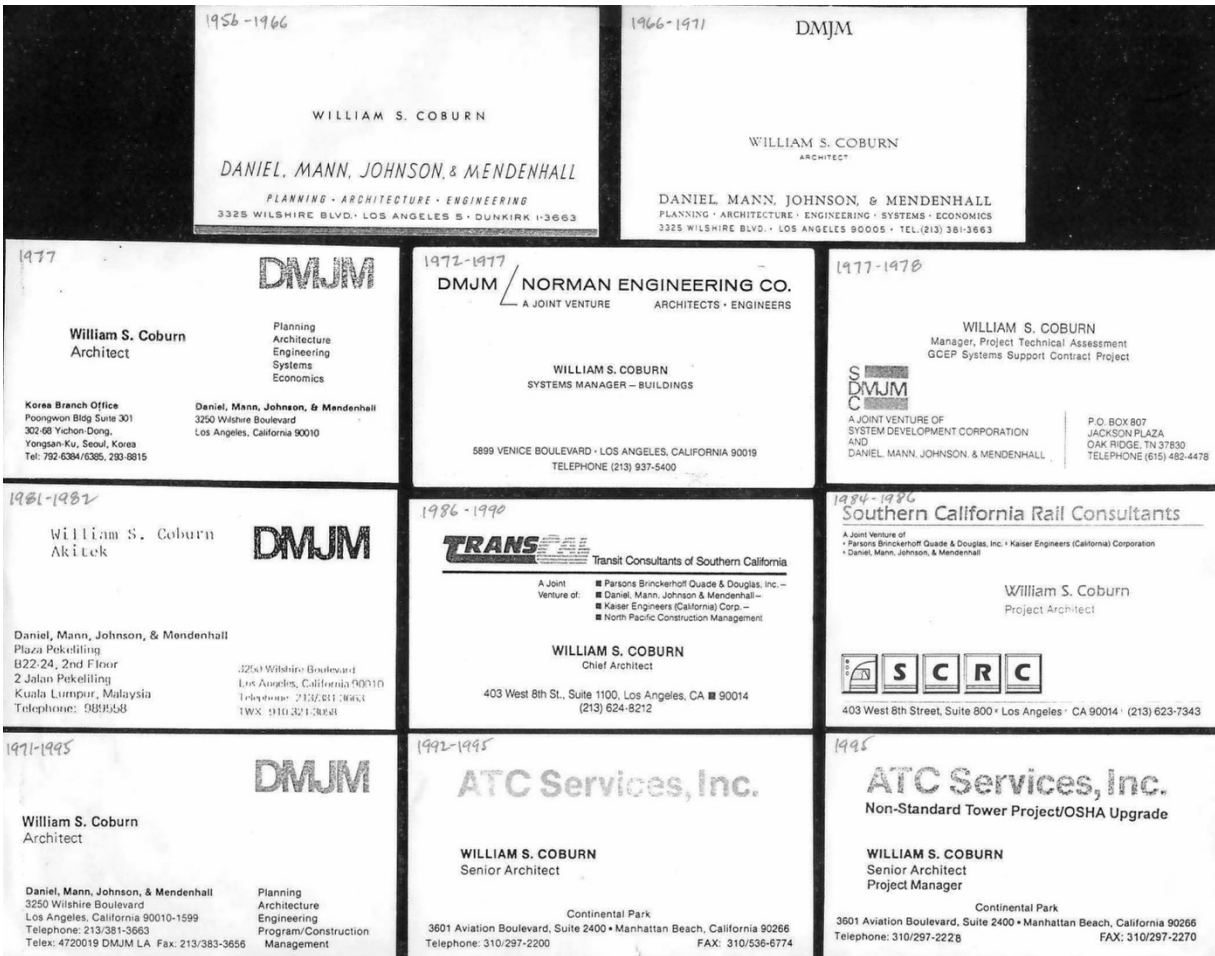 1956-1966
WILLIAM S. COBURN
DANIEL, MANN, JOHNSON, & MENDENHALL
PLANNING · ARCHITECTURE · ENGINEERING
3325 WILSHIRE BLVD. · LOS ANGELES 5 · DUNKIRK 1-3663
1966-1971
DMJM
WILLIAM S. COBURN
ARCHITECT
DANIEL, MANN, JOHNSON, & MENDENHALL
PLANNING · ARCHITECTURE · ENGINEERING · SYSTEMS · ECONOMICS
3325 WILSHIRE BLVD. · LOS ANGELES 90005 · TEL.(213) 381-3663
1977
DMJM
William S. Coburn
Architect
Planning
Architecture
Engineering
Systems
Economics
Korea Branch Office
Poongwon Bldg Suite 301
302-68 Yichon-Dong,
Yongsan-Ku, Seoul, Korea
Tel: 792-6384/6385, 293-8815
Daniel, Mann, Johnson, & Mendenhall
3250 Wilshire Boulevard
Los Angeles, California 90010
1972-1977
DMJM / NORMAN ENGINEERING CO.
A JOINT VENTURE ARCHITECTS · ENGINEERS
WILLIAM S. COBURN
SYSTEMS MANAGER – BUILDINGS
5899 VENICE BOULEVARD · LOS ANGELES, CALIFORNIA 90019
TELEPHONE (213) 937-5400
1977-1978
WILLIAM S. COBURN
Manager, Project Technical Assessment
GCEP Systems Support Contract Project
S
DMJM
C
A JOINT VENTURE OF
SYSTEM DEVELOPMENT CORPORATION
AND
DANIEL, MANN, JOHNSON, & MENDENHALL
P.O. BOX 807
JACKSON PLAZA
OAK RIDGE, TN 37830
TELEPHONE (615) 482-4478
1981-1982
William S. Coburn
Akitek
DMJM
Daniel, Mann, Johnson, & Mendenhall
Plaza Pekeliling
B22-24, 2nd Floor
2 Jalan Pekeliling
Kuala Lumpur, Malaysia
Telephone: 989558
3250 Wilshire Boulevard
Los Angeles, California 90010
Telephone: 213/381-3663
TWX 910 321-3058
1986-1990
TRANSCAL
Transit Consultants of Southern California
A Joint
Venture of:
■ Parsons Brinckerhoff Quade & Douglas, Inc. –
■ Daniel, Mann, Johnson & Mendenhall –
■ Kaiser Engineers (California) Corp. –
■ North Pacific Construction Management
WILLIAM S. COBURN
Chief Architect
403 West 8th St., Suite 1100, Los Angeles, CA ■ 90014
(213) 624-8212
1984-1986
Southern California Rail Consultants
A Joint Venture of
• Parsons Brinckerhoff Quade & Douglas, Inc. • Kaiser Engineers (California) Corporation
• Daniel, Mann, Johnson, & Mendenhall
William S. Coburn
Project Architect
S C R C
403 West 8th Street, Suite 800 • Los Angeles · CA 90014 · (213) 623-7343
1971-1995
DMJM
William S. Coburn
Architect
Daniel, Mann, Johnson, & Mendenhall
3250 Wilshire Boulevard
Los Angeles, California 90010-1599
Telephone: 213/381-3663
Telex: 4720019 DMJM LA Fax: 213/383-3656
Planning
Architecture
Engineering
Program/Construction
Management
1992-1995
ATC Services, Inc.
WILLIAM S. COBURN
Senior Architect
Continental Park
3601 Aviation Boulevard, Suite 2400 • Manhattan Beach, California 90266
Telephone: 310/297-2200 FAX: 310/536-6774
1995
ATC Services, Inc.
Non-Standard Tower Project/OSHA Upgrade
WILLIAM S. COBURN
Senior Architect
Project Manager
Continental Park
3601 Aviation Boulevard, Suite 2400 • Manhattan Beach, California 90266
Telephone: 310/297-2228 FAX: 310/297-2270